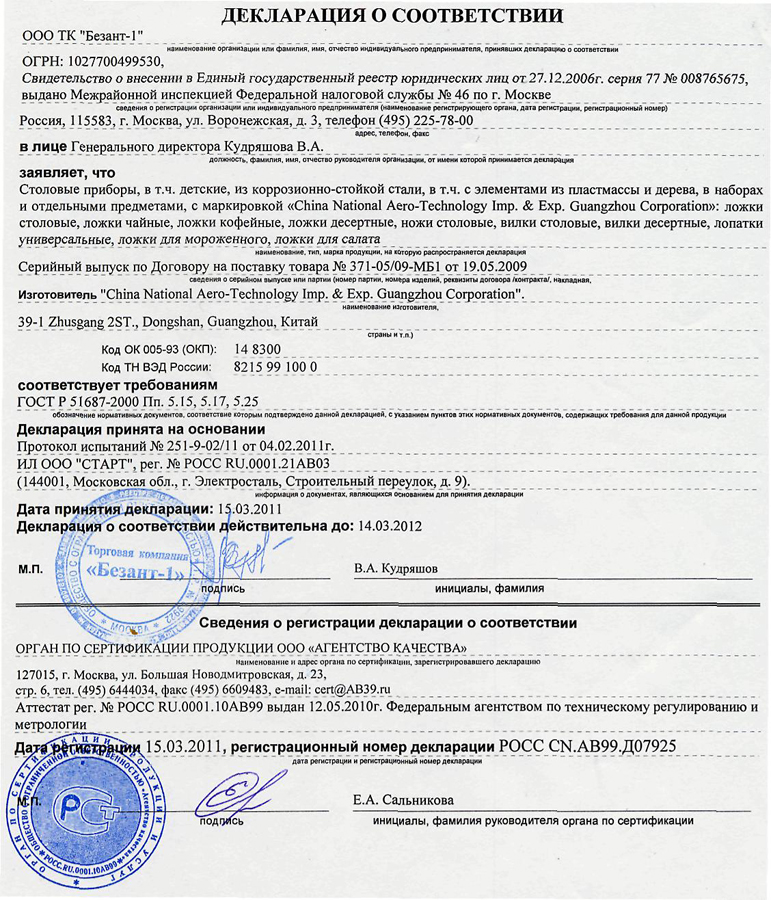 ДЕКЛАРАЦИЯ О СООТВЕТСТВИИ
ООО ТК "Безант-1"
наименование организации или фамилия, имя, отчество индивидуального предпринимателя, принявших декларацию о соответствии
ОГРН: 1027700499530,
Свидетельство о внесении в Единый государственный реестр юридических лиц от 27.12.2006г. серия 77 № 008765675,
выдано Межрайонной инспекцией Федеральной налоговой службы № 46 по г. Москве
сведения о регистрации организации или индивидуального предпринимателя (наименование регистрирующего органа, дата регистрации, регистрационный номер)
Россия, 115583, г. Москва, ул. Воронежская, д. 3, телефон (495) 225-78-00
адрес, телефон, факс
в лице Генерального директора Кудряшова В.А.
должность, фамилия, имя, отчество руководителя организации, от имени которой принимается декларация
заявляет, что
Столовые приборы, в т.ч. детские, из коррозионно-стойкой стали, в т.ч. с элементами из пластмассы и дерева, в наборах
и отдельными предметами, с маркировкой «China National Aero-Technology Imp. & Exp. Guangzhou Corporation»: ложки
столовые, ложки чайные, ложки кофейные, ложки десертные, ножи столовые, вилки столовые, вилки десертные, лопатки
универсальные, ложки для мороженного, ложки для салата
наименование, тип, марка продукции, на которую распространяется декларация
Серийный выпуск по Договору на поставку товара № 371-05/09-МБ1 от 19.05.2009
сведения о серийном выпуске или партии (номер партии, номера изделий, реквизиты договора /контракта/, накладная,
Изготовитель "China National Aero-Technology Imp. & Exp. Guangzhou Corporation".
наименование изготовителя,
39-1 Zhusgang 2ST., Dongshan, Guangzhou, Китай
страны и т.п.)
Код ОК 005-93 (ОКП): 14 8300
Код ТН ВЭД России: 8215 99 100 0
соответствует требованиям
ГОСТ Р 51687-2000 Пп. 5.15, 5.17, 5.25
обозначение нормативных документов, соответствие которым подтверждено данной декларацией, с указанием пунктов этих нормативных документов, содержащих требования для данной продукции
Декларация принята на основании
Протокол испытаний № 251-9-02/11 от 04.02.2011г.
ИЛ ООО "СТАРТ", рег. № РОСС RU.0001.21АВ03
(144001, Московская обл., г. Электросталь, Строительный переулок, д. 9).
информация о документах, являющихся основанием для принятия декларации
Дата принятия декларации: 15.03.2011
Декларация о соответствии действительна до: 14.03.2012
Торговая компания
«Безант-1»
МОСКВА
М.П.
В.А. Кудряшов
подпись
инициалы, фамилия
Сведения о регистрации декларации о соответствии
ОРГАН ПО СЕРТИФИКАЦИИ ПРОДУКЦИИ ООО «АГЕНТСТВО КАЧЕСТВА»
наименование и адрес органа по сертификации, зарегистрировавшего декларацию
127015, г. Москва, ул. Большая Новодмитровская, д. 23,
стр. 6, тел. (495) 6444034, факс (495) 6609483, e-mail: cert@AB39.ru
Аттестат рег. № РОСС RU.0001.10АВ99 выдан 12.05.2010г. Федеральным агентством по техническому регулированию и
метрологии
Дата регистрации 15.03.2011, регистрационный номер декларации РОСС CN.АВ99.Д07925
дата регистрации и регистрационный номер декларации
М.П.
Е.А. Сальникова
подпись
инициалы, фамилия руководителя органа по сертификации
ОРГАН ПО СЕРТИФИКАЦИИ ПРОДУКЦИИ И УСЛУГ
РОСС.RU.0001.10АВ99